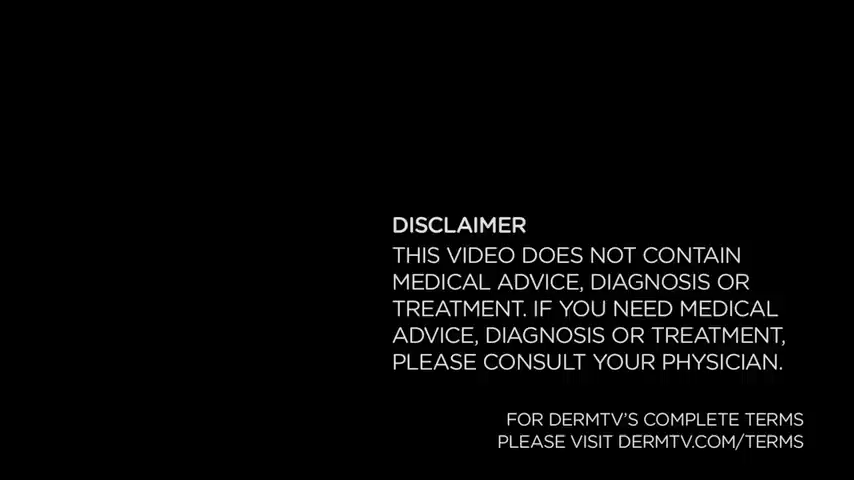 DISCLAIMER
THIS VIDEO DOES NOT CONTAIN
MEDICAL ADVICE, DIAGNOSIS OR
TREATMENT. IF YOU NEED MEDICAL
ADVICE, DIAGNOSIS OR TREATMENT,
PLEASE CONSULT YOUR PHYSICIAN.
FOR DERMTV'S COMPLETE TERMS
PLEASE VISIT DERMTV.COM/TERMS